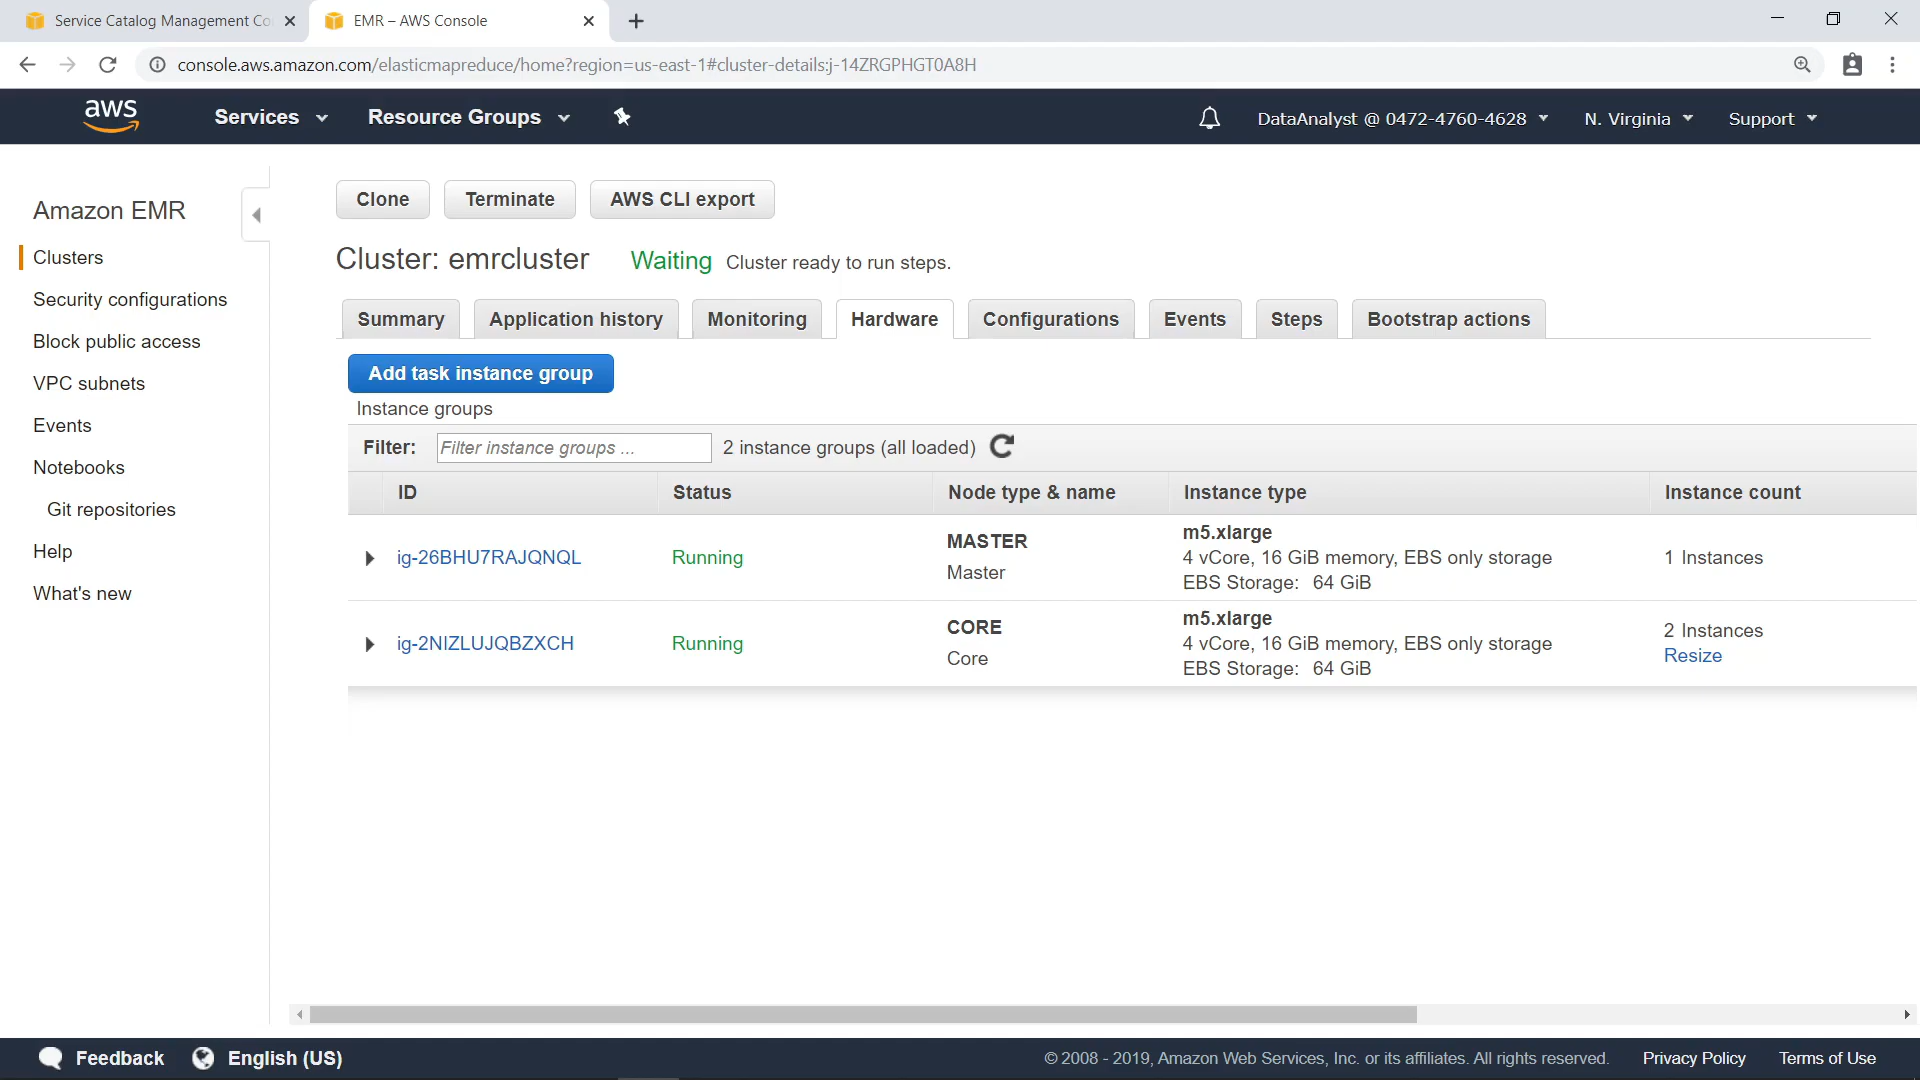 Service Catalog Management Co
EMR – AWS Console
console.aws.amazon.com/elasticmapreduce/home?region=us-east-1#cluster-details:j-14ZRGPHGT0A8H
aws
Services
Resource Groups
DataAnalyst @ 0472-4760-4628
N. Virginia
Support
Amazon EMR
Clusters
Security configurations
Block public access
VPC subnets
Events
Notebooks
Git repositories
Help
What's new
Clone
Terminate
AWS CLI export
Cluster: emrcluster
Waiting
Cluster ready to run steps.
Summary
Application history
Monitoring
Hardware
Configurations
Events
Steps
Bootstrap actions
Add task instance group
Instance groups
Filter:
Filter instance groups ...
2 instance groups (all loaded)
ID
Status
Node type & name
Instance type
Instance count
ig-26BHU7RAJQNQL
Running
MASTER
Master
m5.xlarge
4 vCore, 16 GiB memory, EBS only storage
EBS Storage: 64 GiB
1 Instances
ig-2NIZLUJQBZXCH
Running
CORE
Core
m5.xlarge
4 vCore, 16 GiB memory, EBS only storage
EBS Storage: 64 GiB
2 Instances
Resize
Feedback
English (US)
© 2008 - 2019, Amazon Web Services, Inc. or its affiliates. All rights reserved.
Privacy Policy
Terms of Use